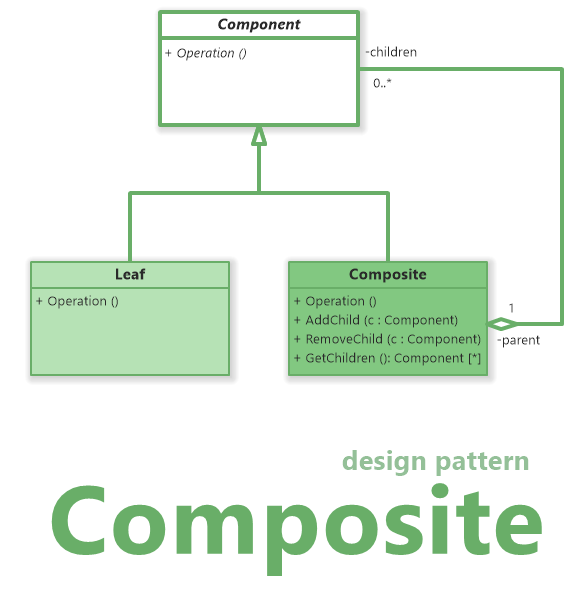 Component
+ Operation ()
-children
0..*
Leaf
+ Operation ()
Composite
+ Operation ()
+ AddChild (c : Component)
+ RemoveChild (c : Component)
+ GetChildren (): Component [*]
1
-parent
design pattern
Composite